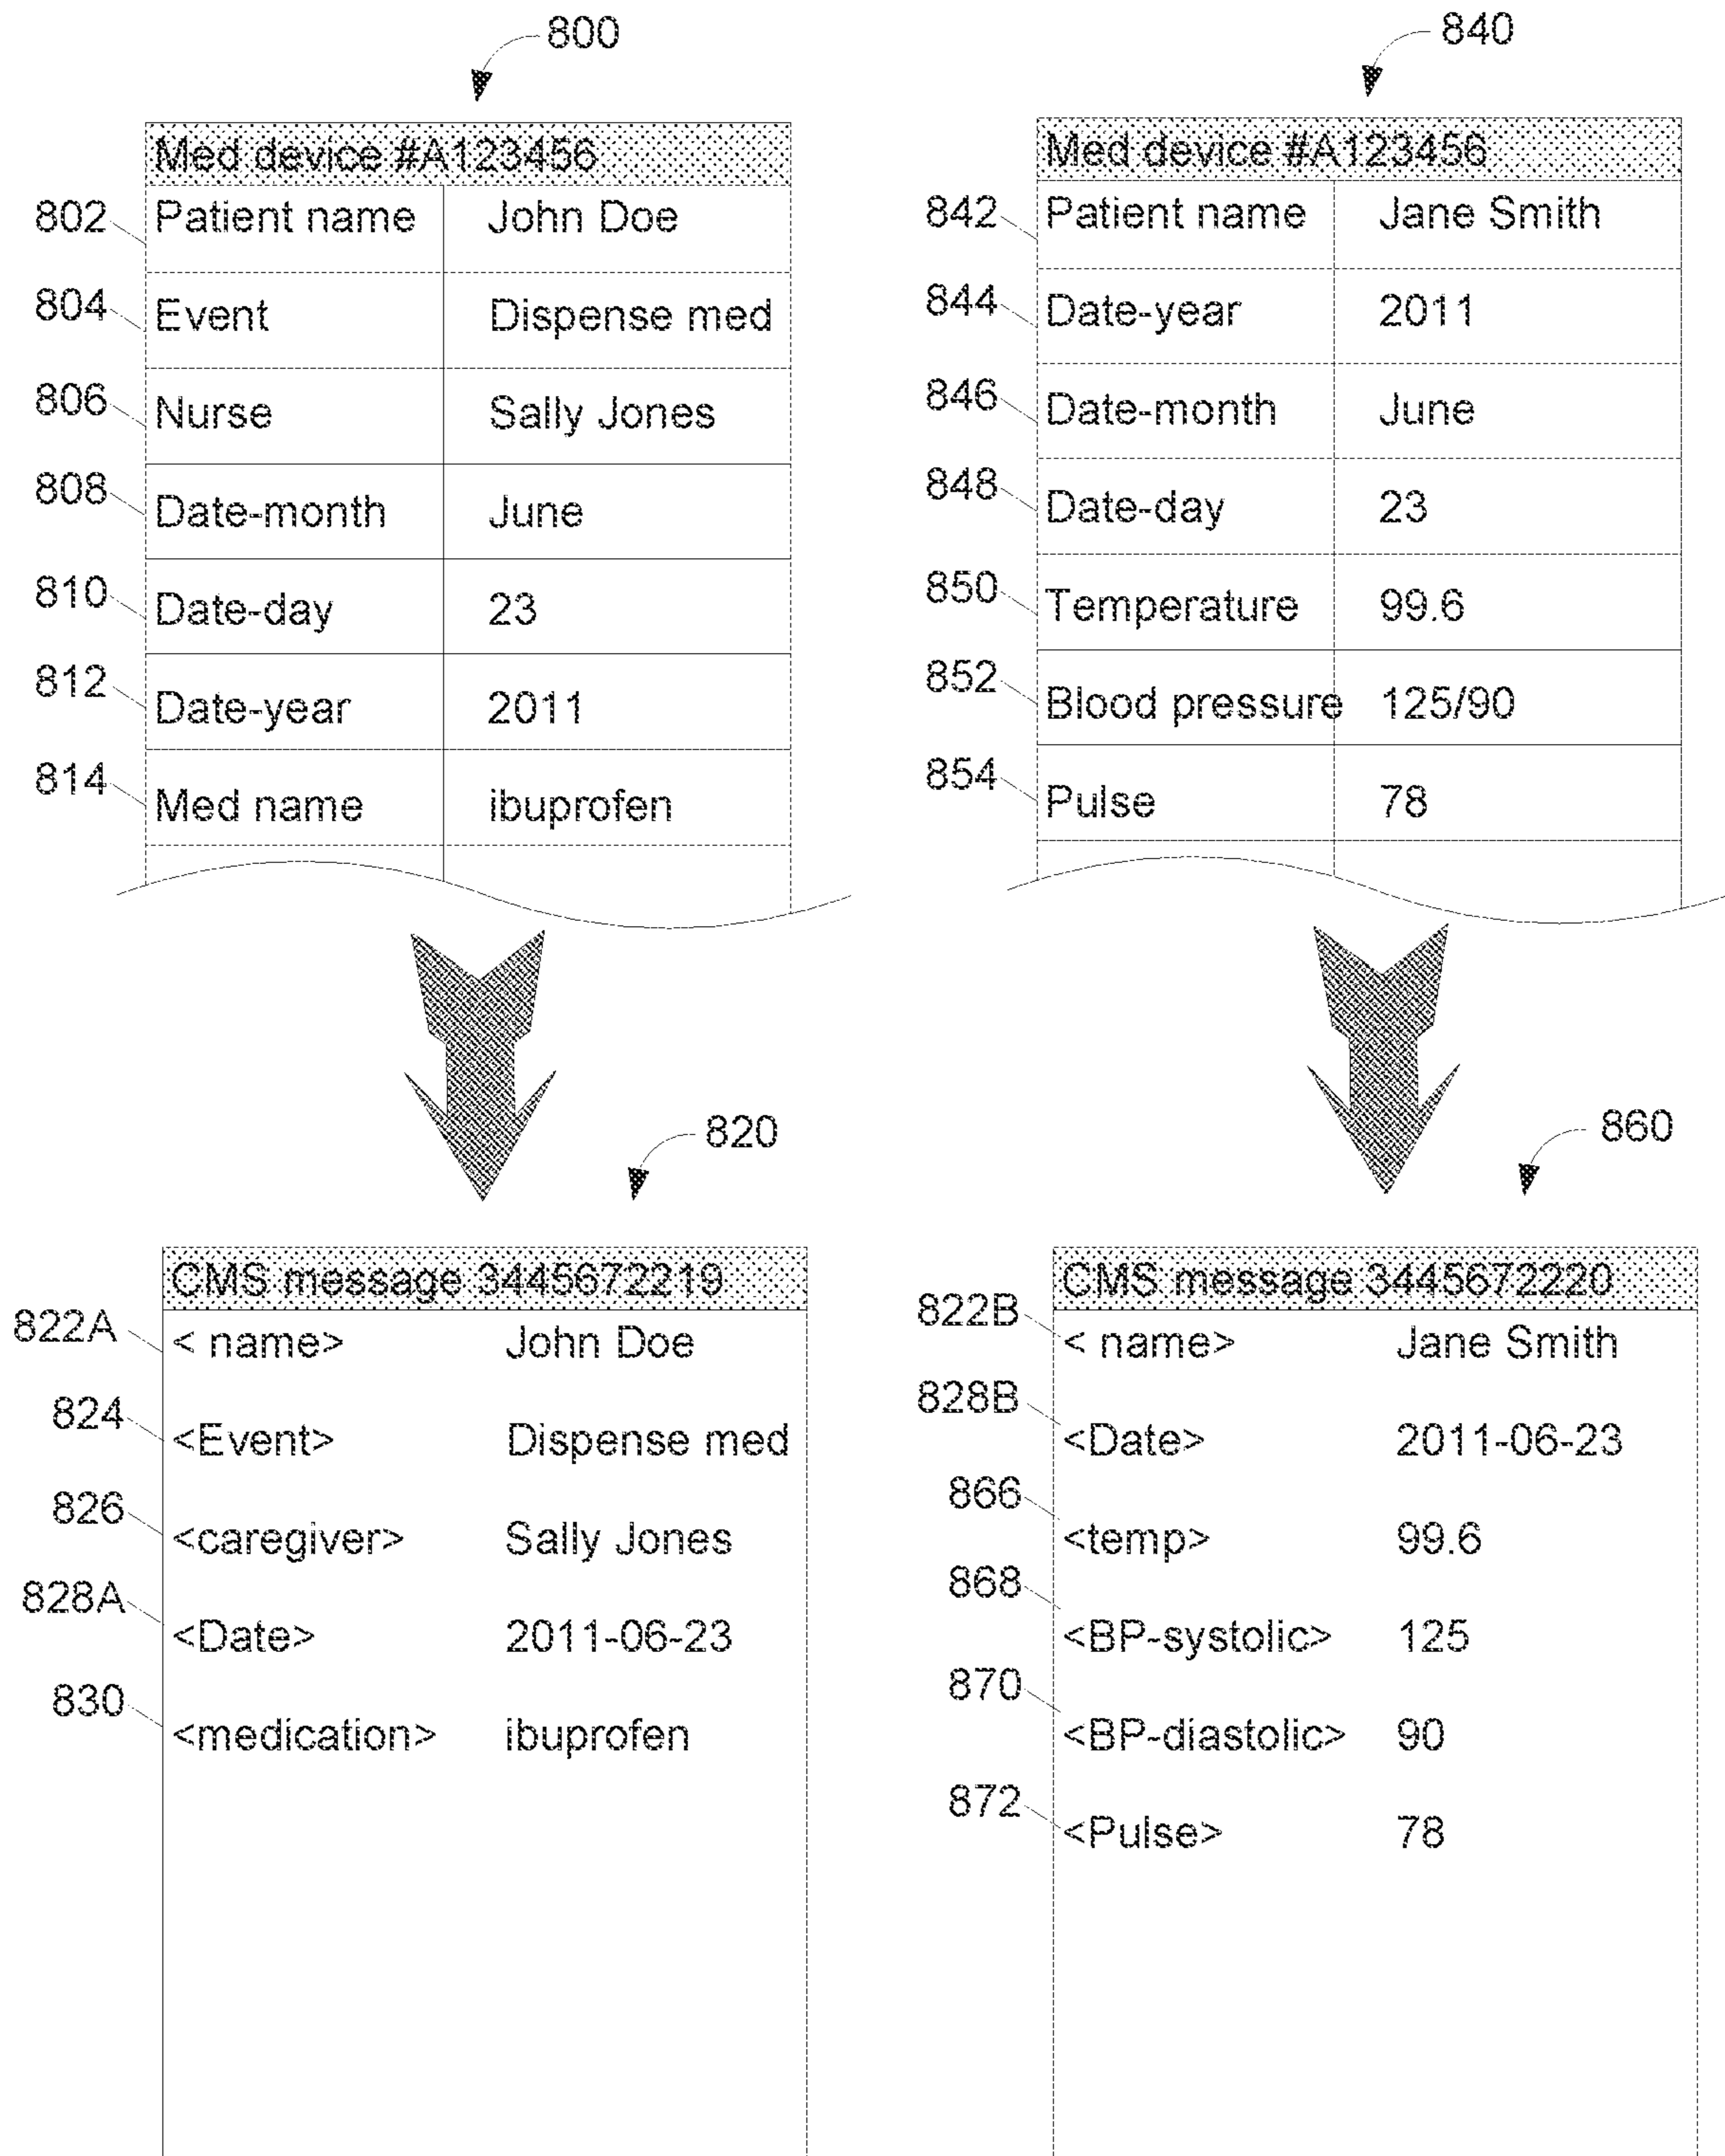 800
Med device #A123456
802 Patient name John Doe
804 Event Dispense med
806 Nurse Sally Jones
808 Date-month June
810 Date-day 23
812 Date-year 2011
814 Med name ibuprofen
840
Med device #A123456
842 Patient name Jane Smith
844 Date-year 2011
846 Date-month June
848 Date-day 23
850 Temperature 99.6
852 Blood pressure 125/90
854 Pulse 78
820
CMS message 3445672219
822A < name> John Doe
824 <Event> Dispense med
826 <caregiver> Sally Jones
828A <Date> 2011-06-23
830 <medication> ibuprofen
860
CMS message 3445672220
822B < name> Jane Smith
828B <Date> 2011-06-23
866 <temp> 99.6
868 <BP-systolic> 125
870 <BP-diastolic> 90
872 <Pulse> 78